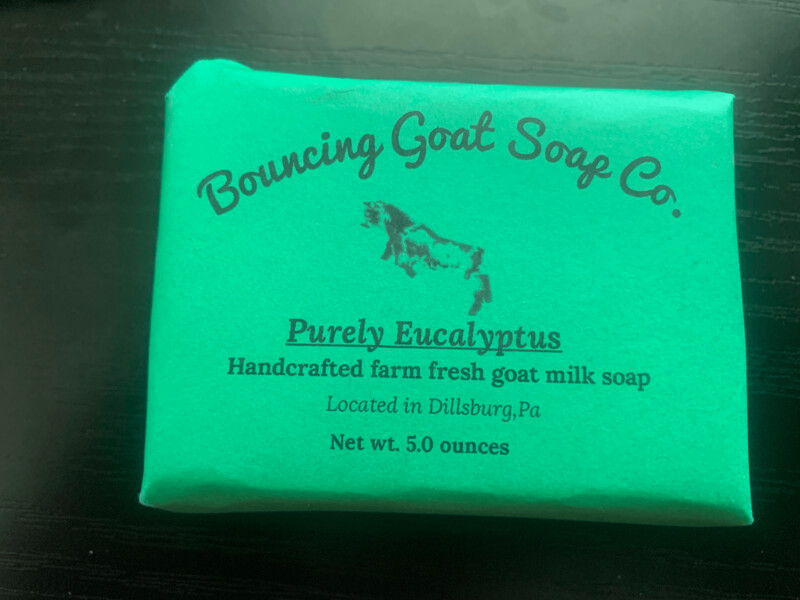 Bouncing Goat Soap Co.
Purely Eucalyptus
Handcrafted farm fresh goat milk soap
Located in Dillsburg,Pa
Net wt. 5.0 ounces